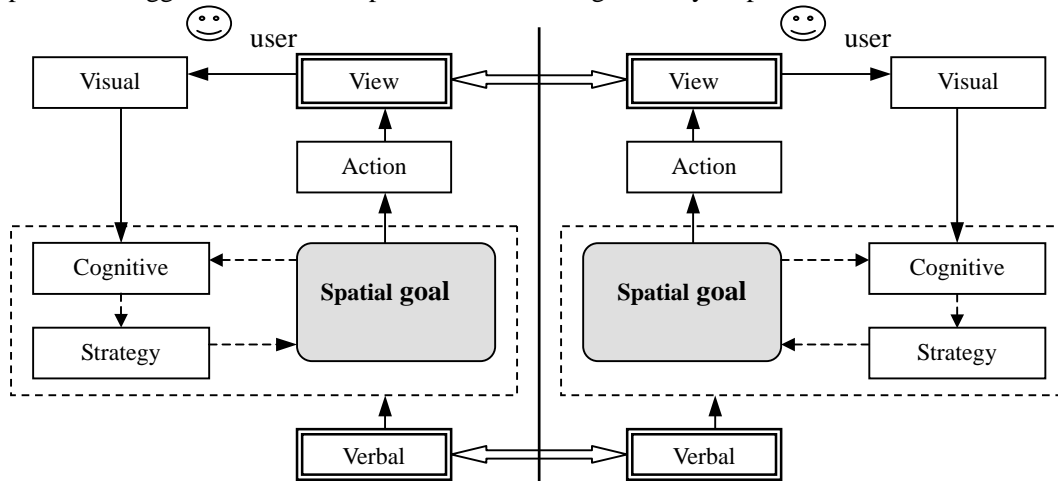 user
user
Visual
View
View
Visual
Action
Action
Cognitive
Spatial goal
Spatial goal
Cognitive
Strategy
Strategy
Verbal
Verbal